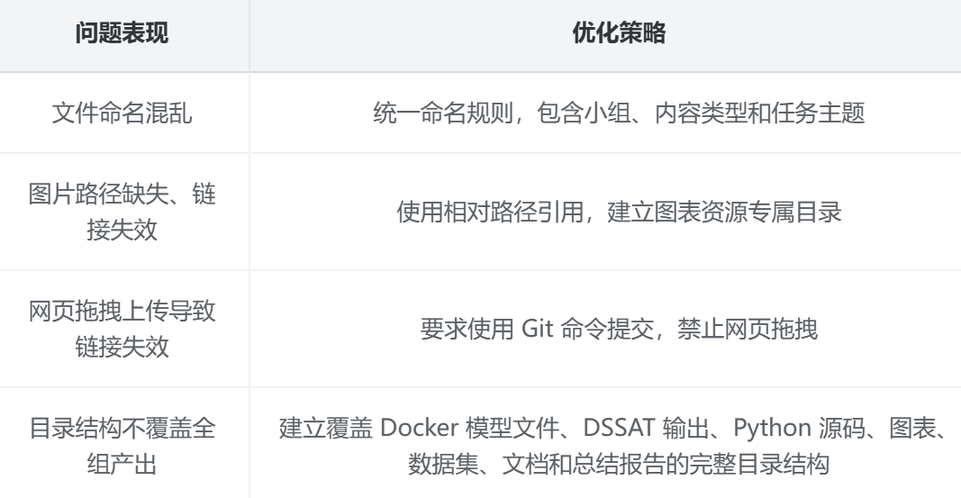 问题表现
优化策略
文件命名混乱
统一命名规则，包含小组、内容类型和任务主题
图片路径缺失、链
接失效
使用相对路径引用，建立图表资源专属目录
网页拖拽上传导致
链接失效
要求使用 Git 命令提交，禁止网页拖拽
目录结构不覆盖全
组产出
建立覆盖 Docker 模型文件、DSSAT 输出、Python 源码、图表、
数据集、文档和总结报告的完整目录结构